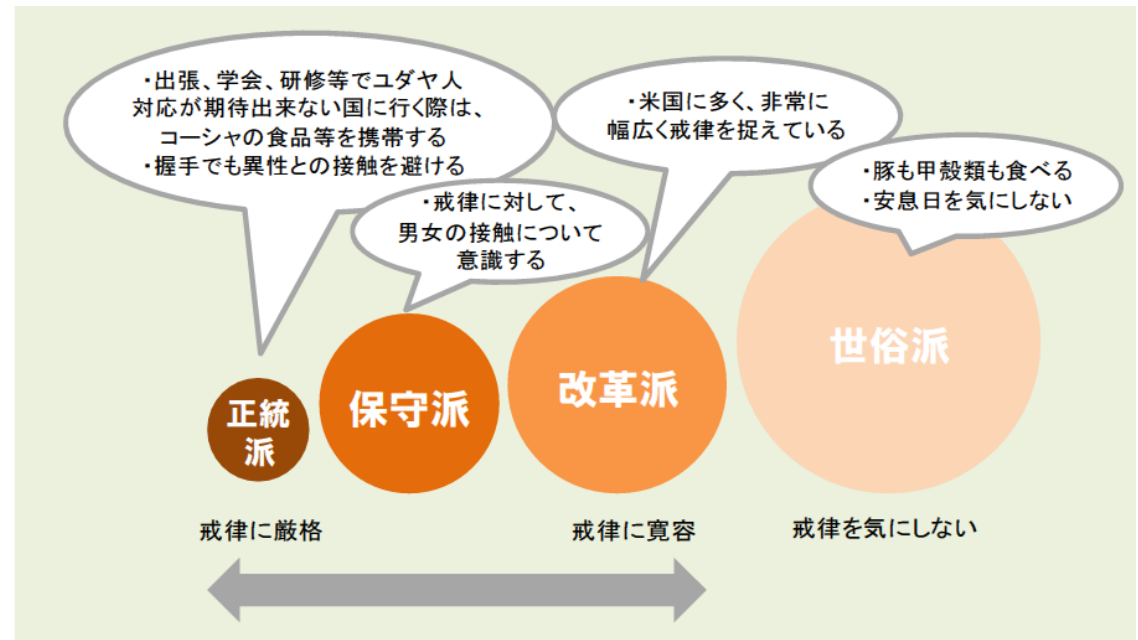 ・出張、学会、研修等でユダヤ人
対応が期待出来ない国に行く際は、
コーシャの食品等を携帯する
・握手でも異性との接触を避ける
・戒律に対して、
男女の接触について
意識する
・米国に多く、非常に
幅広く戒律を捉えている
・豚も甲殻類も食べる
・安息日を気にしない
正統
派
保守派
改革派
世俗派
戒律に厳格
戒律に寛容
戒律を気にしない